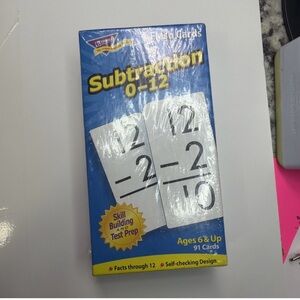 TREND
Flash Cards
Subtraction
0-12
12
-2
12
-2
10
Skill
Building
Test Prep
Ages 6 & Up
91 Cards
Facts through 12
Self-checking Design